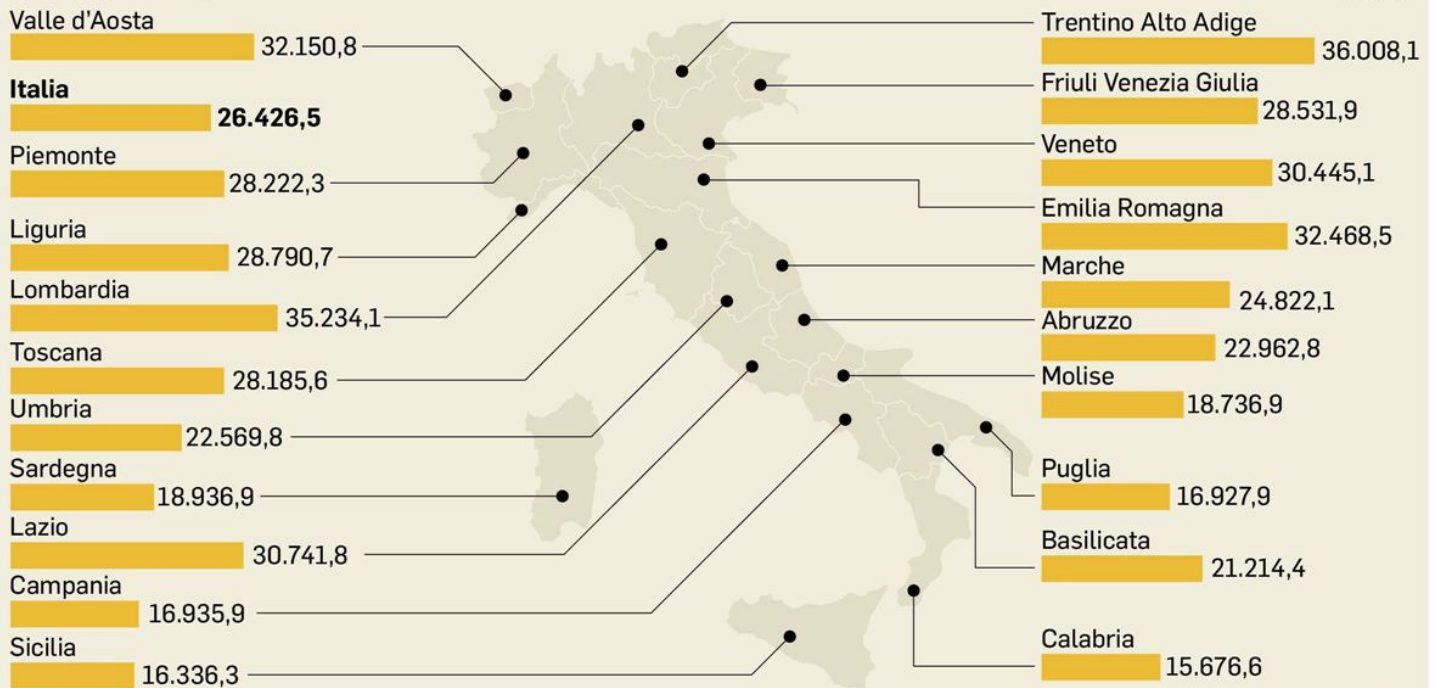 Valle d'Aosta
32.150,8
Italia
26.426,5
Piemonte
28.222,3
Liguria
28.790,7
Lombardia
35.234,1
Toscana
28.185,6
Umbria
22.569,8
Sardegna
18.936,9
Lazio
30.741,8
Campania
16.935,9
Sicilia
16.336,3
Trentino Alto Adige
36.008,1
Friuli Venezia Giulia
28.531,9
Veneto
30.445,1
Emilia Romagna
32.468,5
Marche
24.822,1
Abruzzo
22.962,8
Molise
18.736,9
Puglia
16.927,9
Basilicata
21.214,4
Calabria
15.676,6